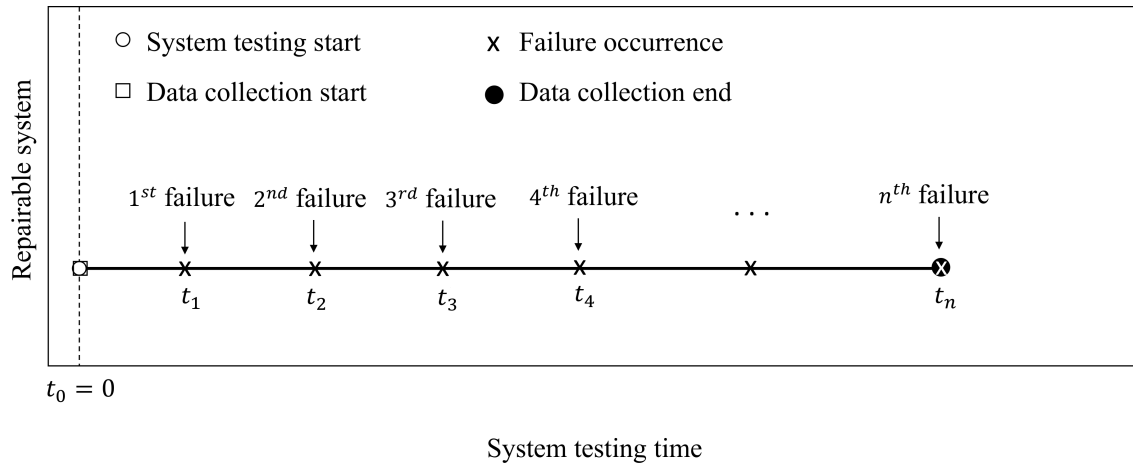 System testing start
Failure occurrence
Data collection start
Data collection end
Repairable system
1ˢᵗ failure
2ⁿᵈ failure
3ʳᵈ failure
4ᵗʰ failure
. . .
nᵗʰ failure
t₁
t₂
t₃
t₄
tₙ
t₀ = 0
System testing time